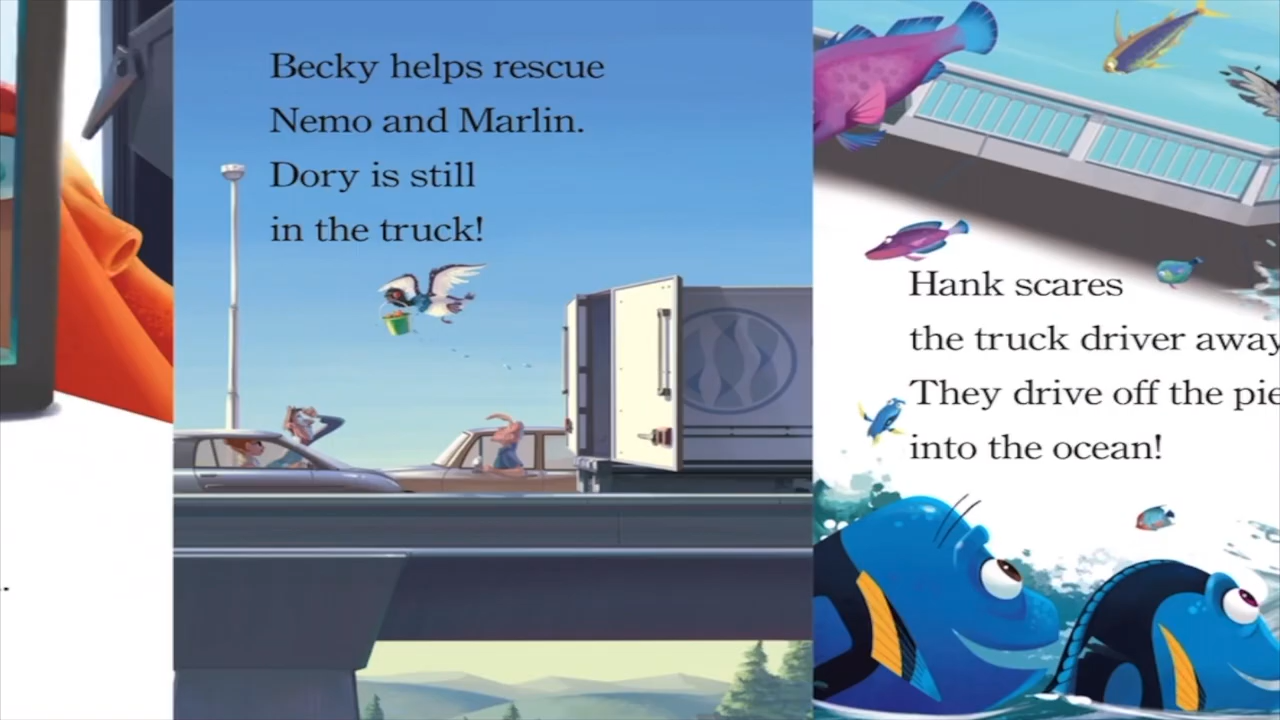 Becky helps rescue
Nemo and Marlin.
Dory is still
in the truck!
Hank scares
the truck driver away
They drive off the pie
into the ocean!